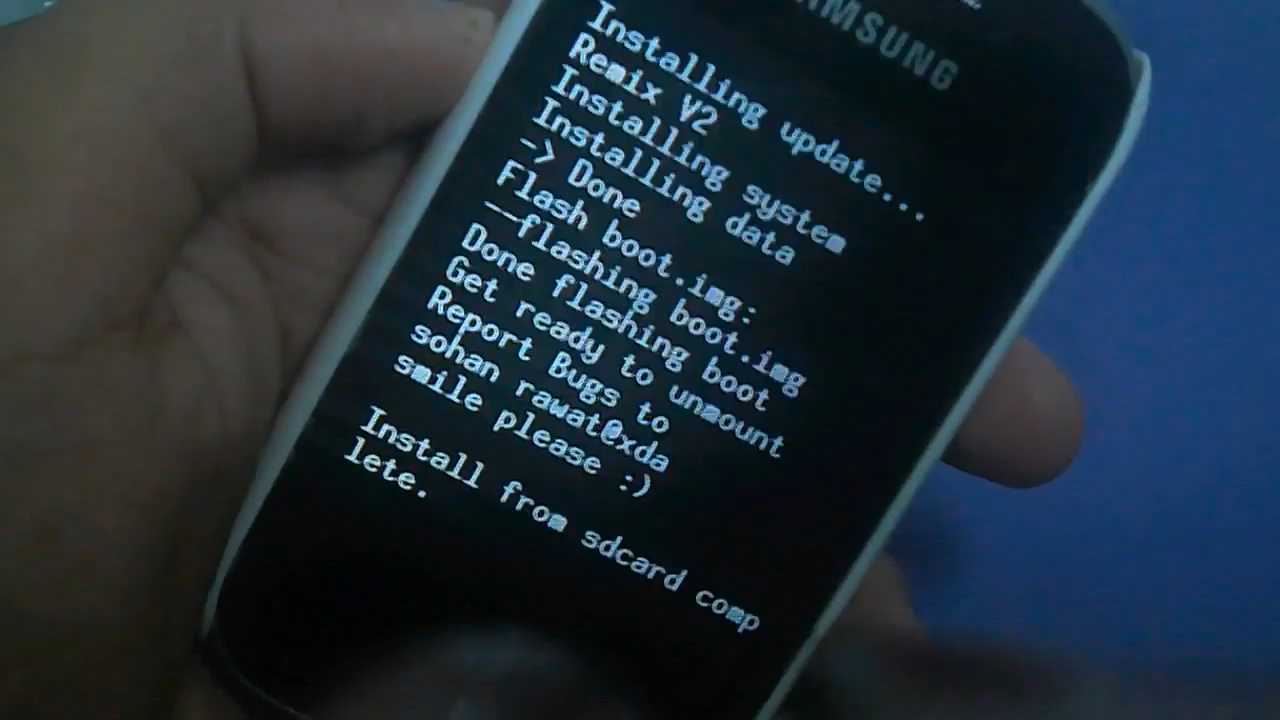 SAMSUNG
Installing update...
Remix V2
Installing system
Installing data
-> Done
Flash boot.img:
--flashing boot.img
Done flashing boot
Get ready to unmount
Report Bugs to
sohan rawat@xda
smile please :)
Install from sdcard comp
lete.